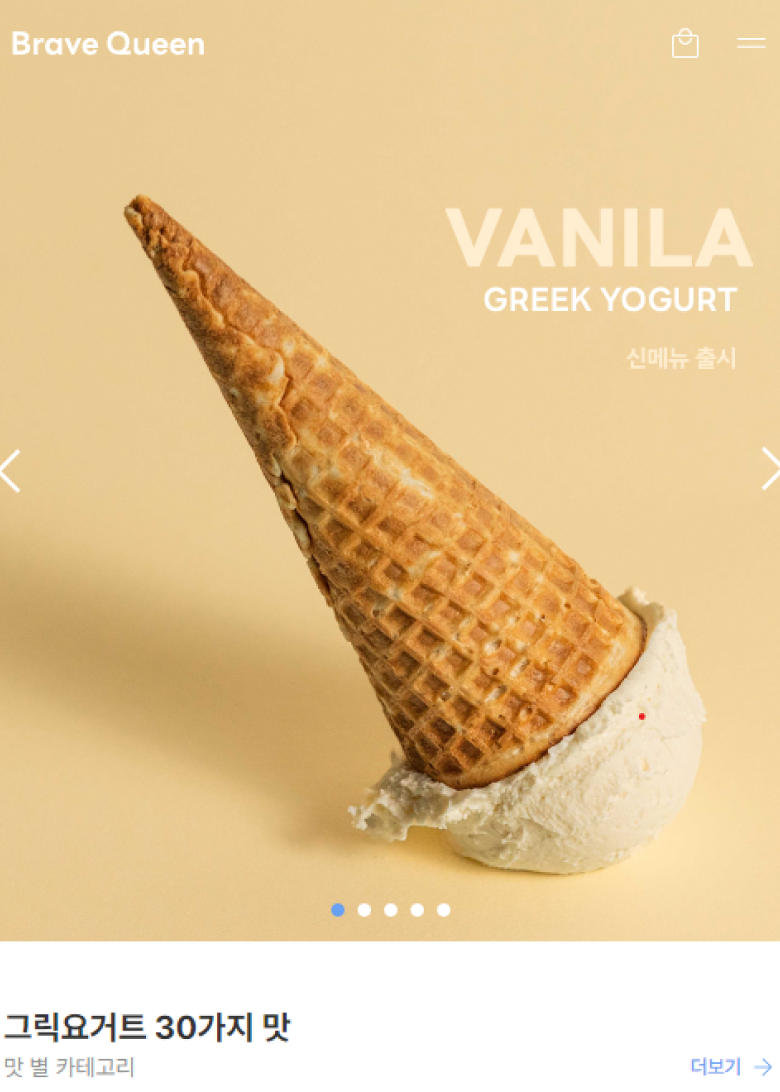 Brave Queen
VANILA
GREEK YOGURT
신메뉴 출시
그릭요거트 30가지 맛
맛 별 카테고리
더보기